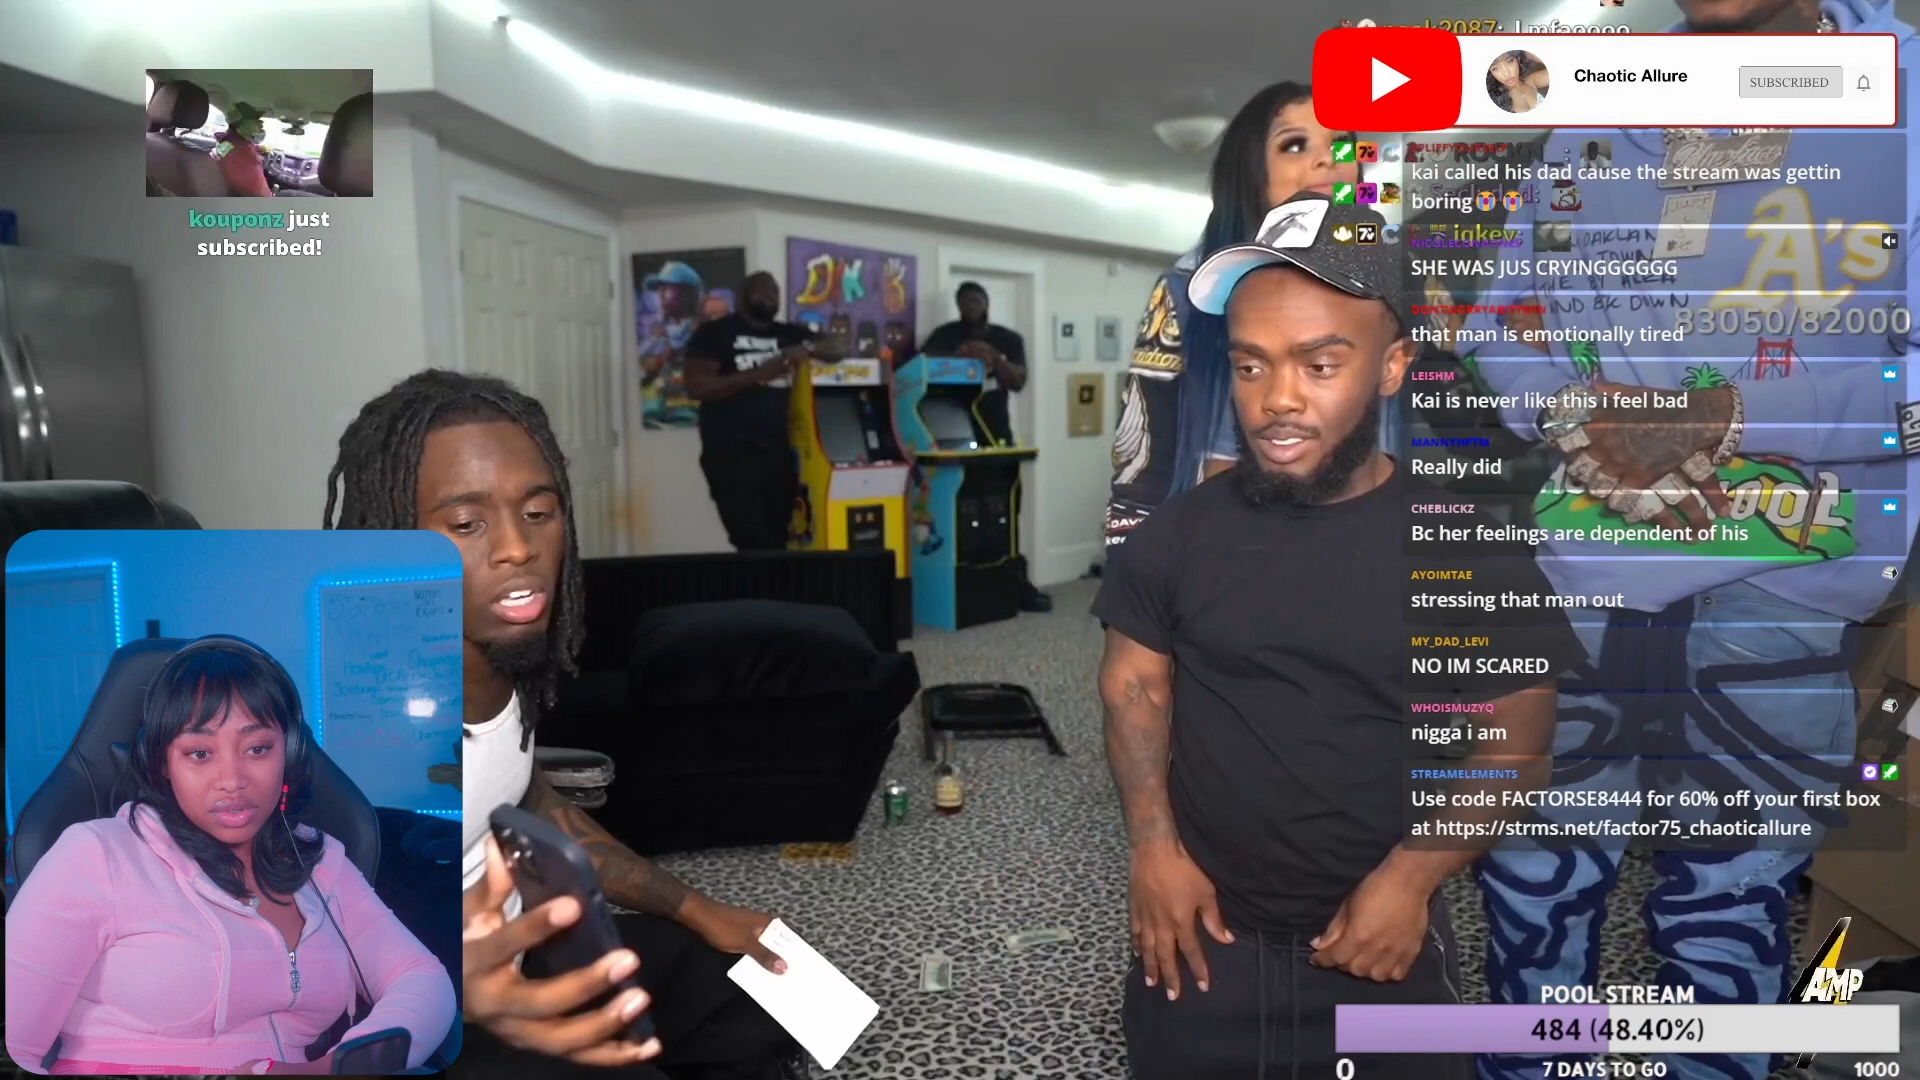 Lmfaoooo
Chaotic Allure
SUBSCRIBED
kouponz just
subscribed!
kai called his dad cause the stream was gettin
boring😭😭
SHE WAS JUS CRYINGGGGGG
83050/82000
that man is emotionally tired
LEISHM
Kai is never like this i feel bad
MANNYHFTM
Really did
CHEBLICKZ
Bc her feelings are dependent of his
AYOIMTAE
stressing that man out
MY_DAD_LEVI
NO IM SCARED
WHOISMUZYQ
nigga i am
STREAMELEMENTS
Use code FACTORSE8444 for 60% off your first box
at https://strms.net/factor75_chaoticallure
A's
AMP
POOL STREAM
484 (48.40%)
0
7 DAYS TO GO
1000